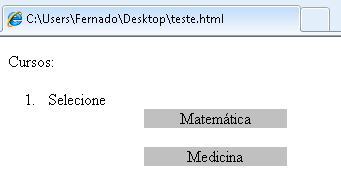 C:\Users\Fernado\Desktop\teste.html
Cursos:
1. Selecione
Matemática
Medicina